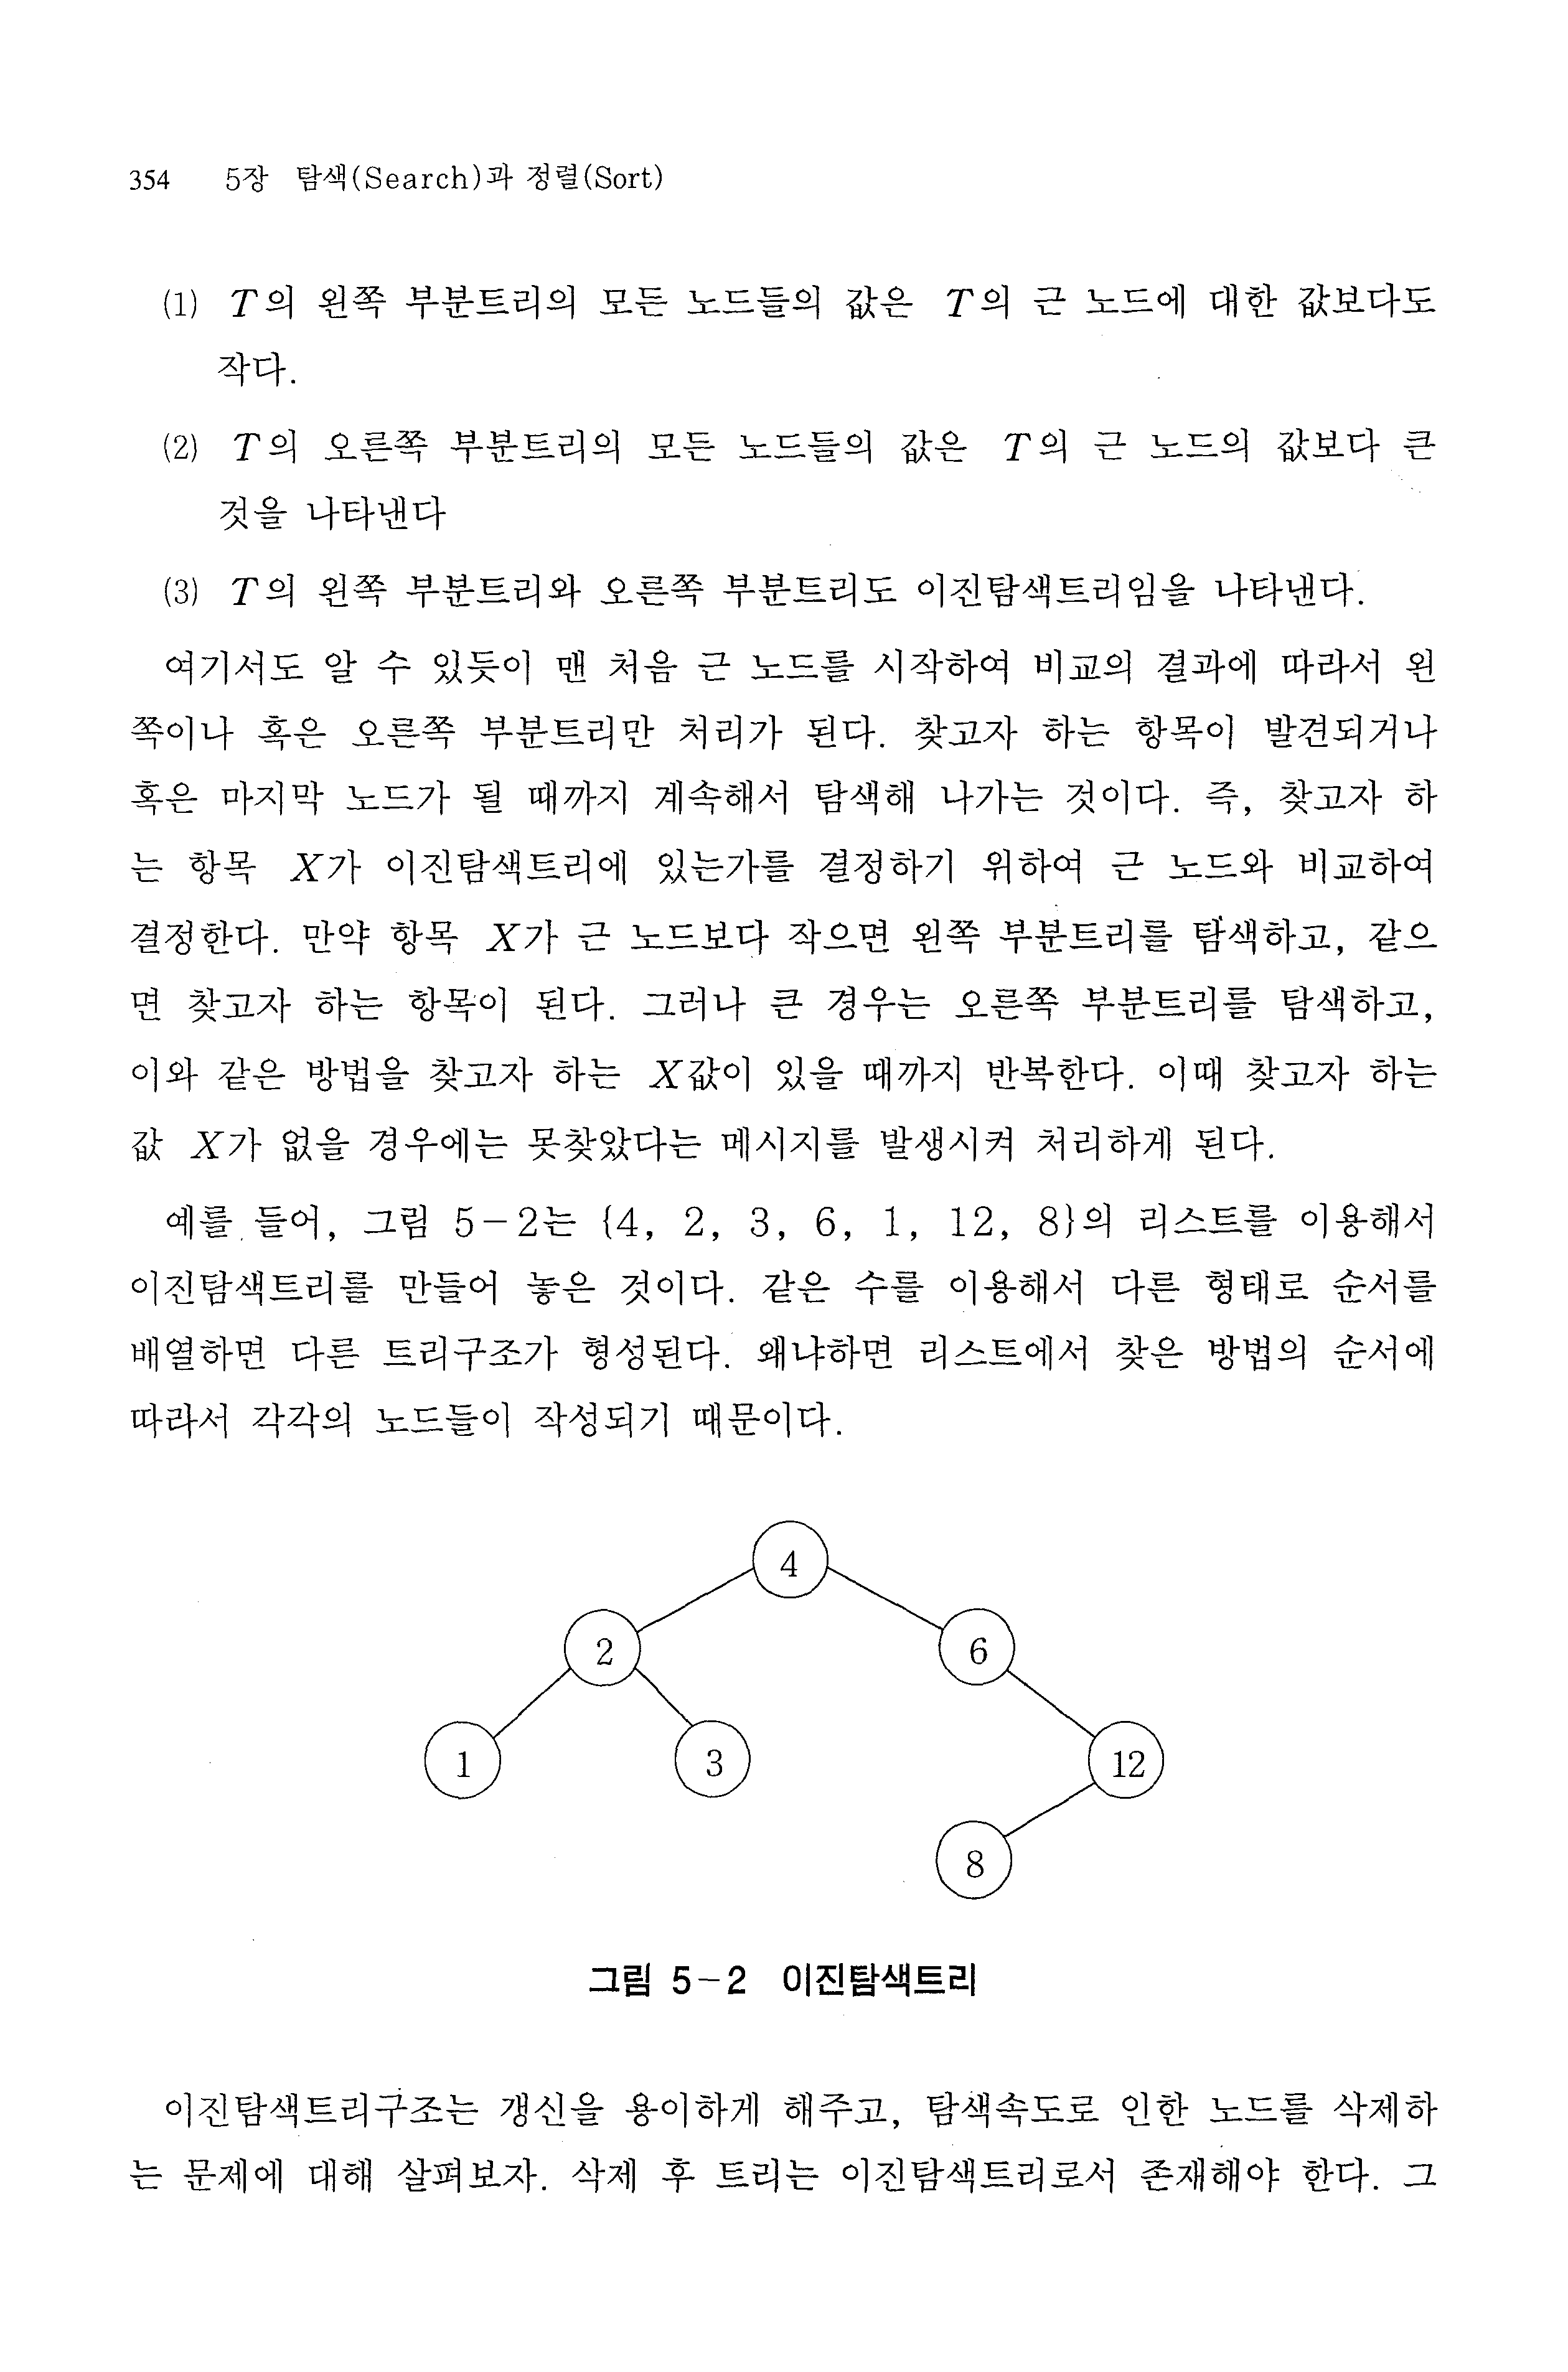 354 5장 탐색(Search)과 정렬(Sort)
(1) T의 왼쪽 부분트리의 모든 노드들의 값은 T의 근 노드에 대한 값보다도
작다.
(2) T의 오른쪽 부분트리의 모든 노드들의 값은 T의 근 노드의 값보다 큰
것을 나타낸다
(3) T의 왼쪽 부분트리와 오른쪽 부분트리도 이진탐색트리임을 나타낸다.
여기서도 알 수 있듯이 맨 처음 근 노드를 시작하여 비교의 결과에 따라서 왼
쪽이나 혹은 오른쪽 부분트리만 처리가 된다. 찾고자 하는 항목이 발견되거나
혹은 마지막 노드가 될 때까지 계속해서 탐색해 나가는 것이다. 즉, 찾고자 하
는 항목 X가 이진탐색트리에 있는가를 결정하기 위하여 근 노드와 비교하여
결정한다. 만약 항목 X가 근 노드보다 작으면 왼쪽 부분트리를 탐색하고, 같으
면 찾고자 하는 항목이 된다. 그러나 큰 경우는 오른쪽 부분트리를 탐색하고,
이와 같은 방법을 찾고자 하는 X값이 있을 때까지 반복한다. 이때 찾고자 하는
값 X가 없을 경우에는 못찾았다는 메시지를 발생시켜 처리하게 된다.
예를 들어, 그림 5-2는 {4, 2, 3, 6, 1, 12, 8}의 리스트를 이용해서
이진탐색트리를 만들어 놓은 것이다. 같은 수를 이용해서 다른 형태로 순서를
배열하면 다른 트리구조가 형성된다. 왜냐하면 리스트에서 찾은 방법의 순서에
따라서 각각의 노드들이 작성되기 때문이다.
4
2 6
1 3 12
8
그림 5-2 이진탐색트리
이진탐색트리구조는 갱신을 용이하게 해주고, 탐색속도로 인한 노드를 삭제하
는 문제에 대해 살펴보자. 삭제 후 트리는 이진탐색트리로서 존재해야 한다. 그